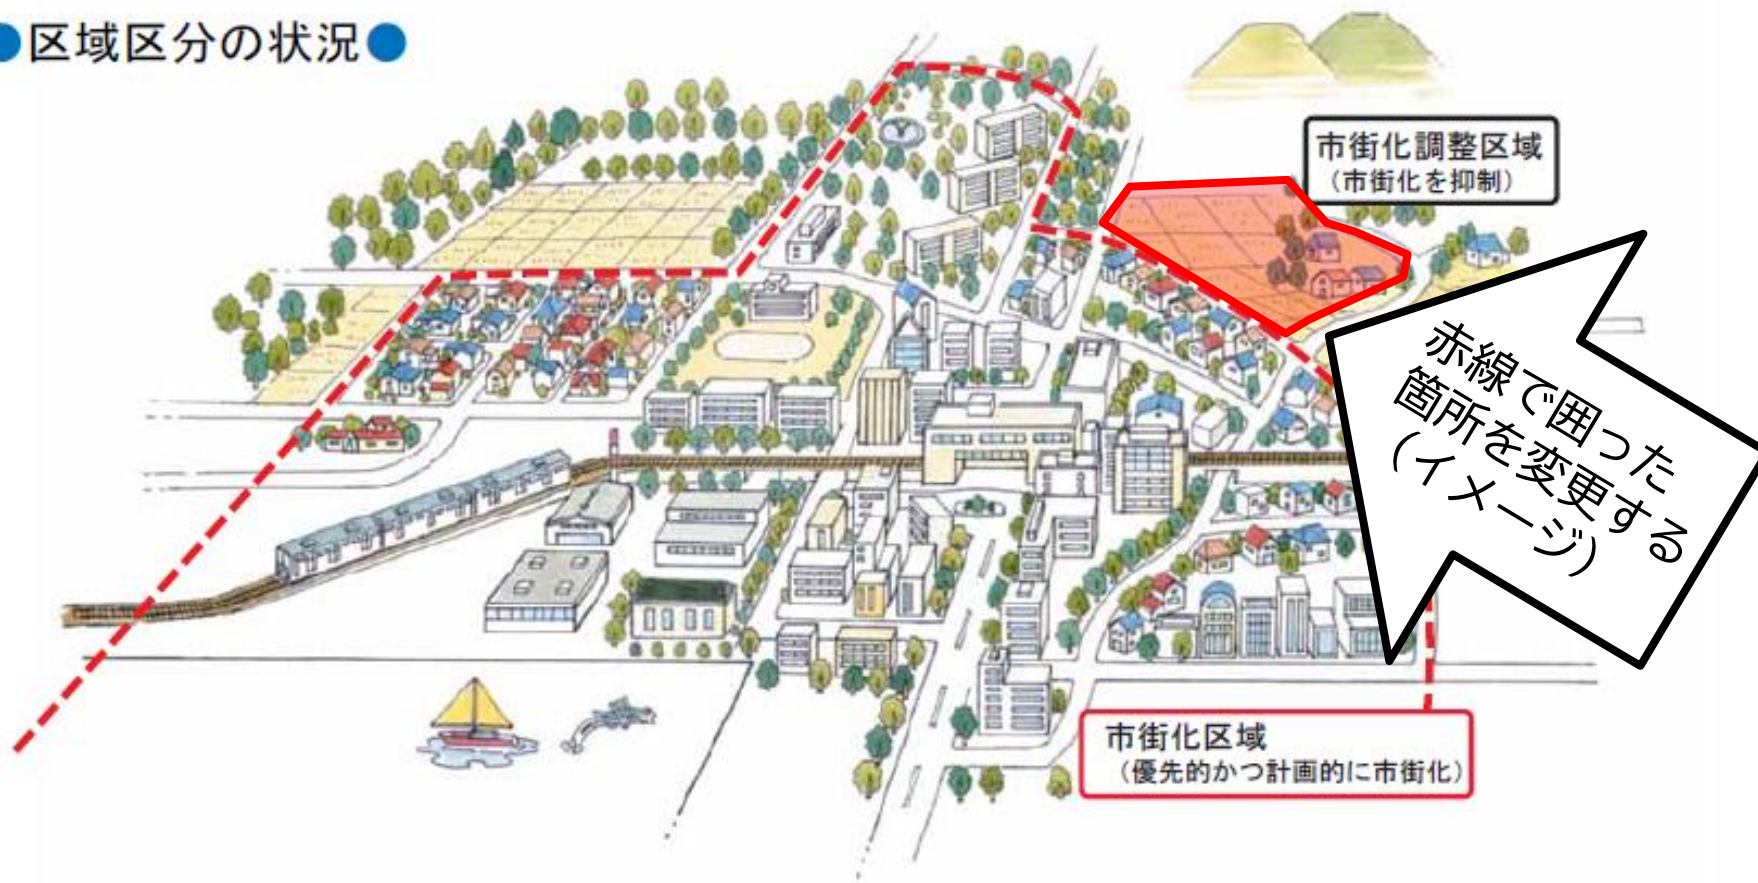 ●区域区分の状況●
市街化調整区域
（市街化を抑制）
赤線で囲った
箇所を変更する
（イメージ）
市街化区域
（優先的かつ計画的に市街化）